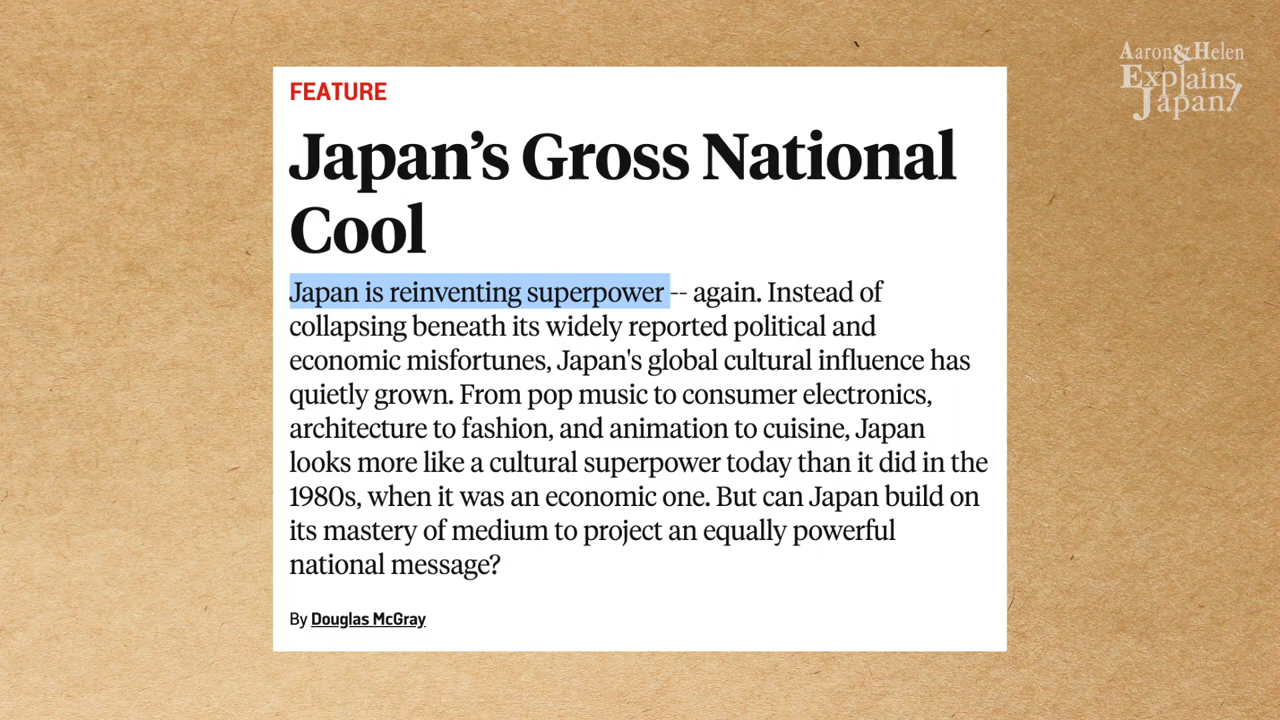 FEATURE
Japan’s Gross National
Cool
Japan is reinventing superpower -- again. Instead of
collapsing beneath its widely reported political and
economic misfortunes, Japan's global cultural influence has
quietly grown. From pop music to consumer electronics,
architecture to fashion, and animation to cuisine, Japan
looks more like a cultural superpower today than it did in the
1980s, when it was an economic one. But can Japan build on
its mastery of medium to project an equally powerful
national message?
By Douglas McGray
Aaron&Helen
Explains
Japan!